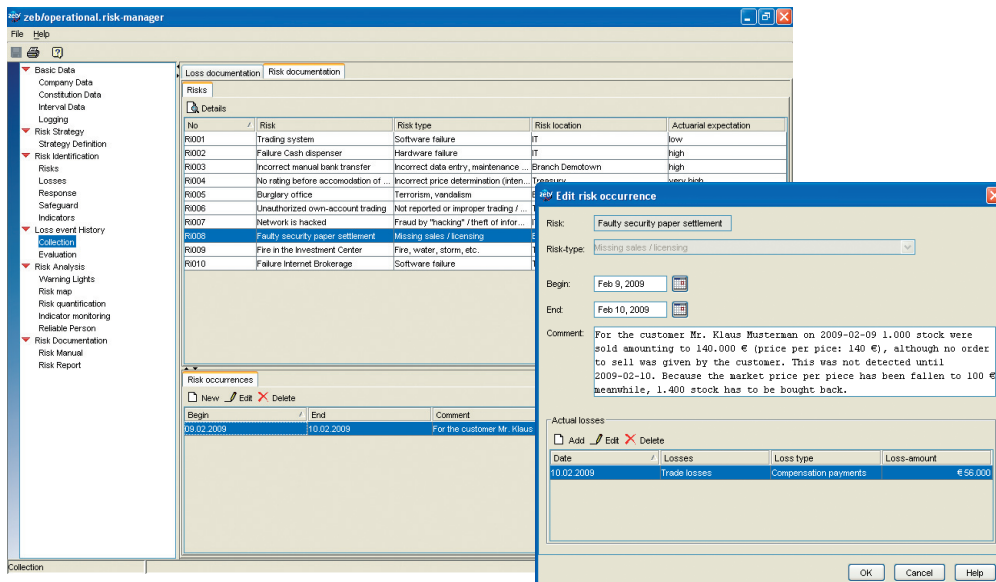 zeb/operational.risk-manager
File Help
Basic Data
Company Data
Constitution Data
Interval Data
Logging
Risk Strategy
Strategy Definition
Risk Identification
Risks
Losses
Response
Safeguard
Indicators
Loss event History
Collection
Evaluation
Risk Analysis
Warning Lights
Risk map
Risk quantification
Indicator monitoring
Reliable Person
Risk Documentation
Risk Manual
Risk Report
Loss documentation Risk documentation
Risks
Details
No Risk Risk type Risk location Actuarial expectation
RI001 Trading system Software failure IT low
RI002 Failure Cash dispenser Hardware failure IT high
RI003 Incorrect manual bank transfer Incorrect data entry, maintenance ... Branch Demotown high
RI004 No rating before accomodation of ... Incorrect price determination (inten... Treasury very high
RI005 Burglary office Terrorism, vandalism
RI006 Unauthorized own-account trading Not reported or improper trading / ...
RI007 Network is hacked Fraud by "hacking" / theft of infor...
RI008 Faulty security paper settlement Missing sales / licensing
RI009 Fire in the Investment Center Fire, water, storm, etc.
RI010 Failure Internet Brokerage Software failure
Risk occurrences
New Edit Delete
Begin End Comment
09.02.2009 10.02.2009 For the customer Mr. Klaus
Collection
zeb Edit risk occurrence
Risk: Faulty security paper settlement
Risk-type: Missing sales / licensing
Begin: Feb 9, 2009
End: Feb 10, 2009
Comment: For the customer Mr. Klaus Musterman on 2009-02-09 1.000 stock were
sold amounting to 140.000 € (price per pice: 140 €), although no order
to sell was given by the customer. This was not detected until
2009-02-10. Because the market price per piece has been fallen to 100 €
meanwhile, 1.400 stock has to be bought back.
Actual losses
Add Edit Delete
Date Losses Loss type Loss-amount
10.02.2009 Trade losses Compensation payments € 56.000
OK Cancel Help